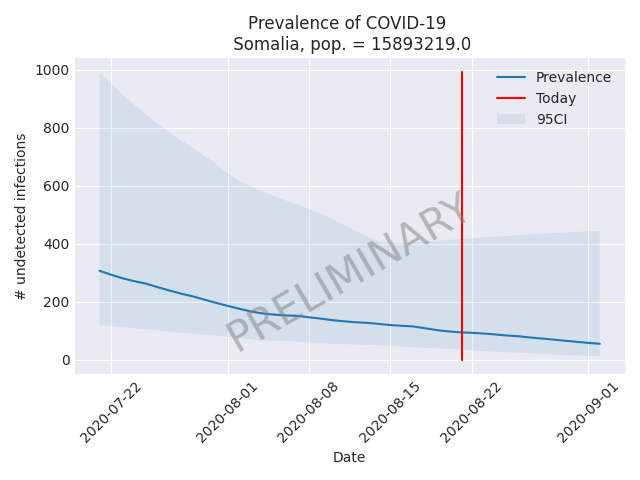 Prevalence of COVID-19
Somalia, pop. = 15893219.0
1000
800
600
400
200
0
# undetected infections
Prevalence
Today
95CI
PRELIMINARY
2020-07-22
2020-08-01
2020-08-08
2020-08-15
2020-08-22
2020-09-01
Date